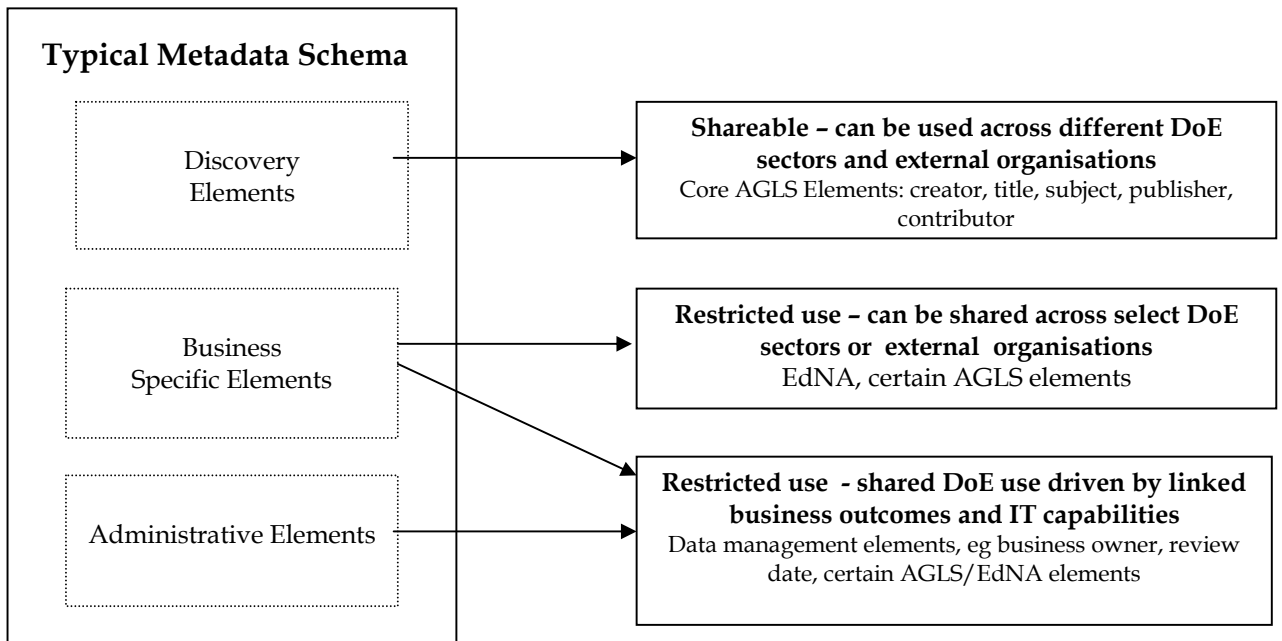 Typical Metadata Schema
Discovery
Elements
Business
Specific Elements
Administrative Elements
Shareable – can be used across different DoE
sectors and external organisations
Core AGLS Elements: creator, title, subject, publisher,
contributor
Restricted use – can be shared across select DoE
sectors or external organisations
EdNA, certain AGLS elements
Restricted use - shared DoE use driven by linked
business outcomes and IT capabilities
Data management elements, eg business owner, review
date, certain AGLS/EdNA elements